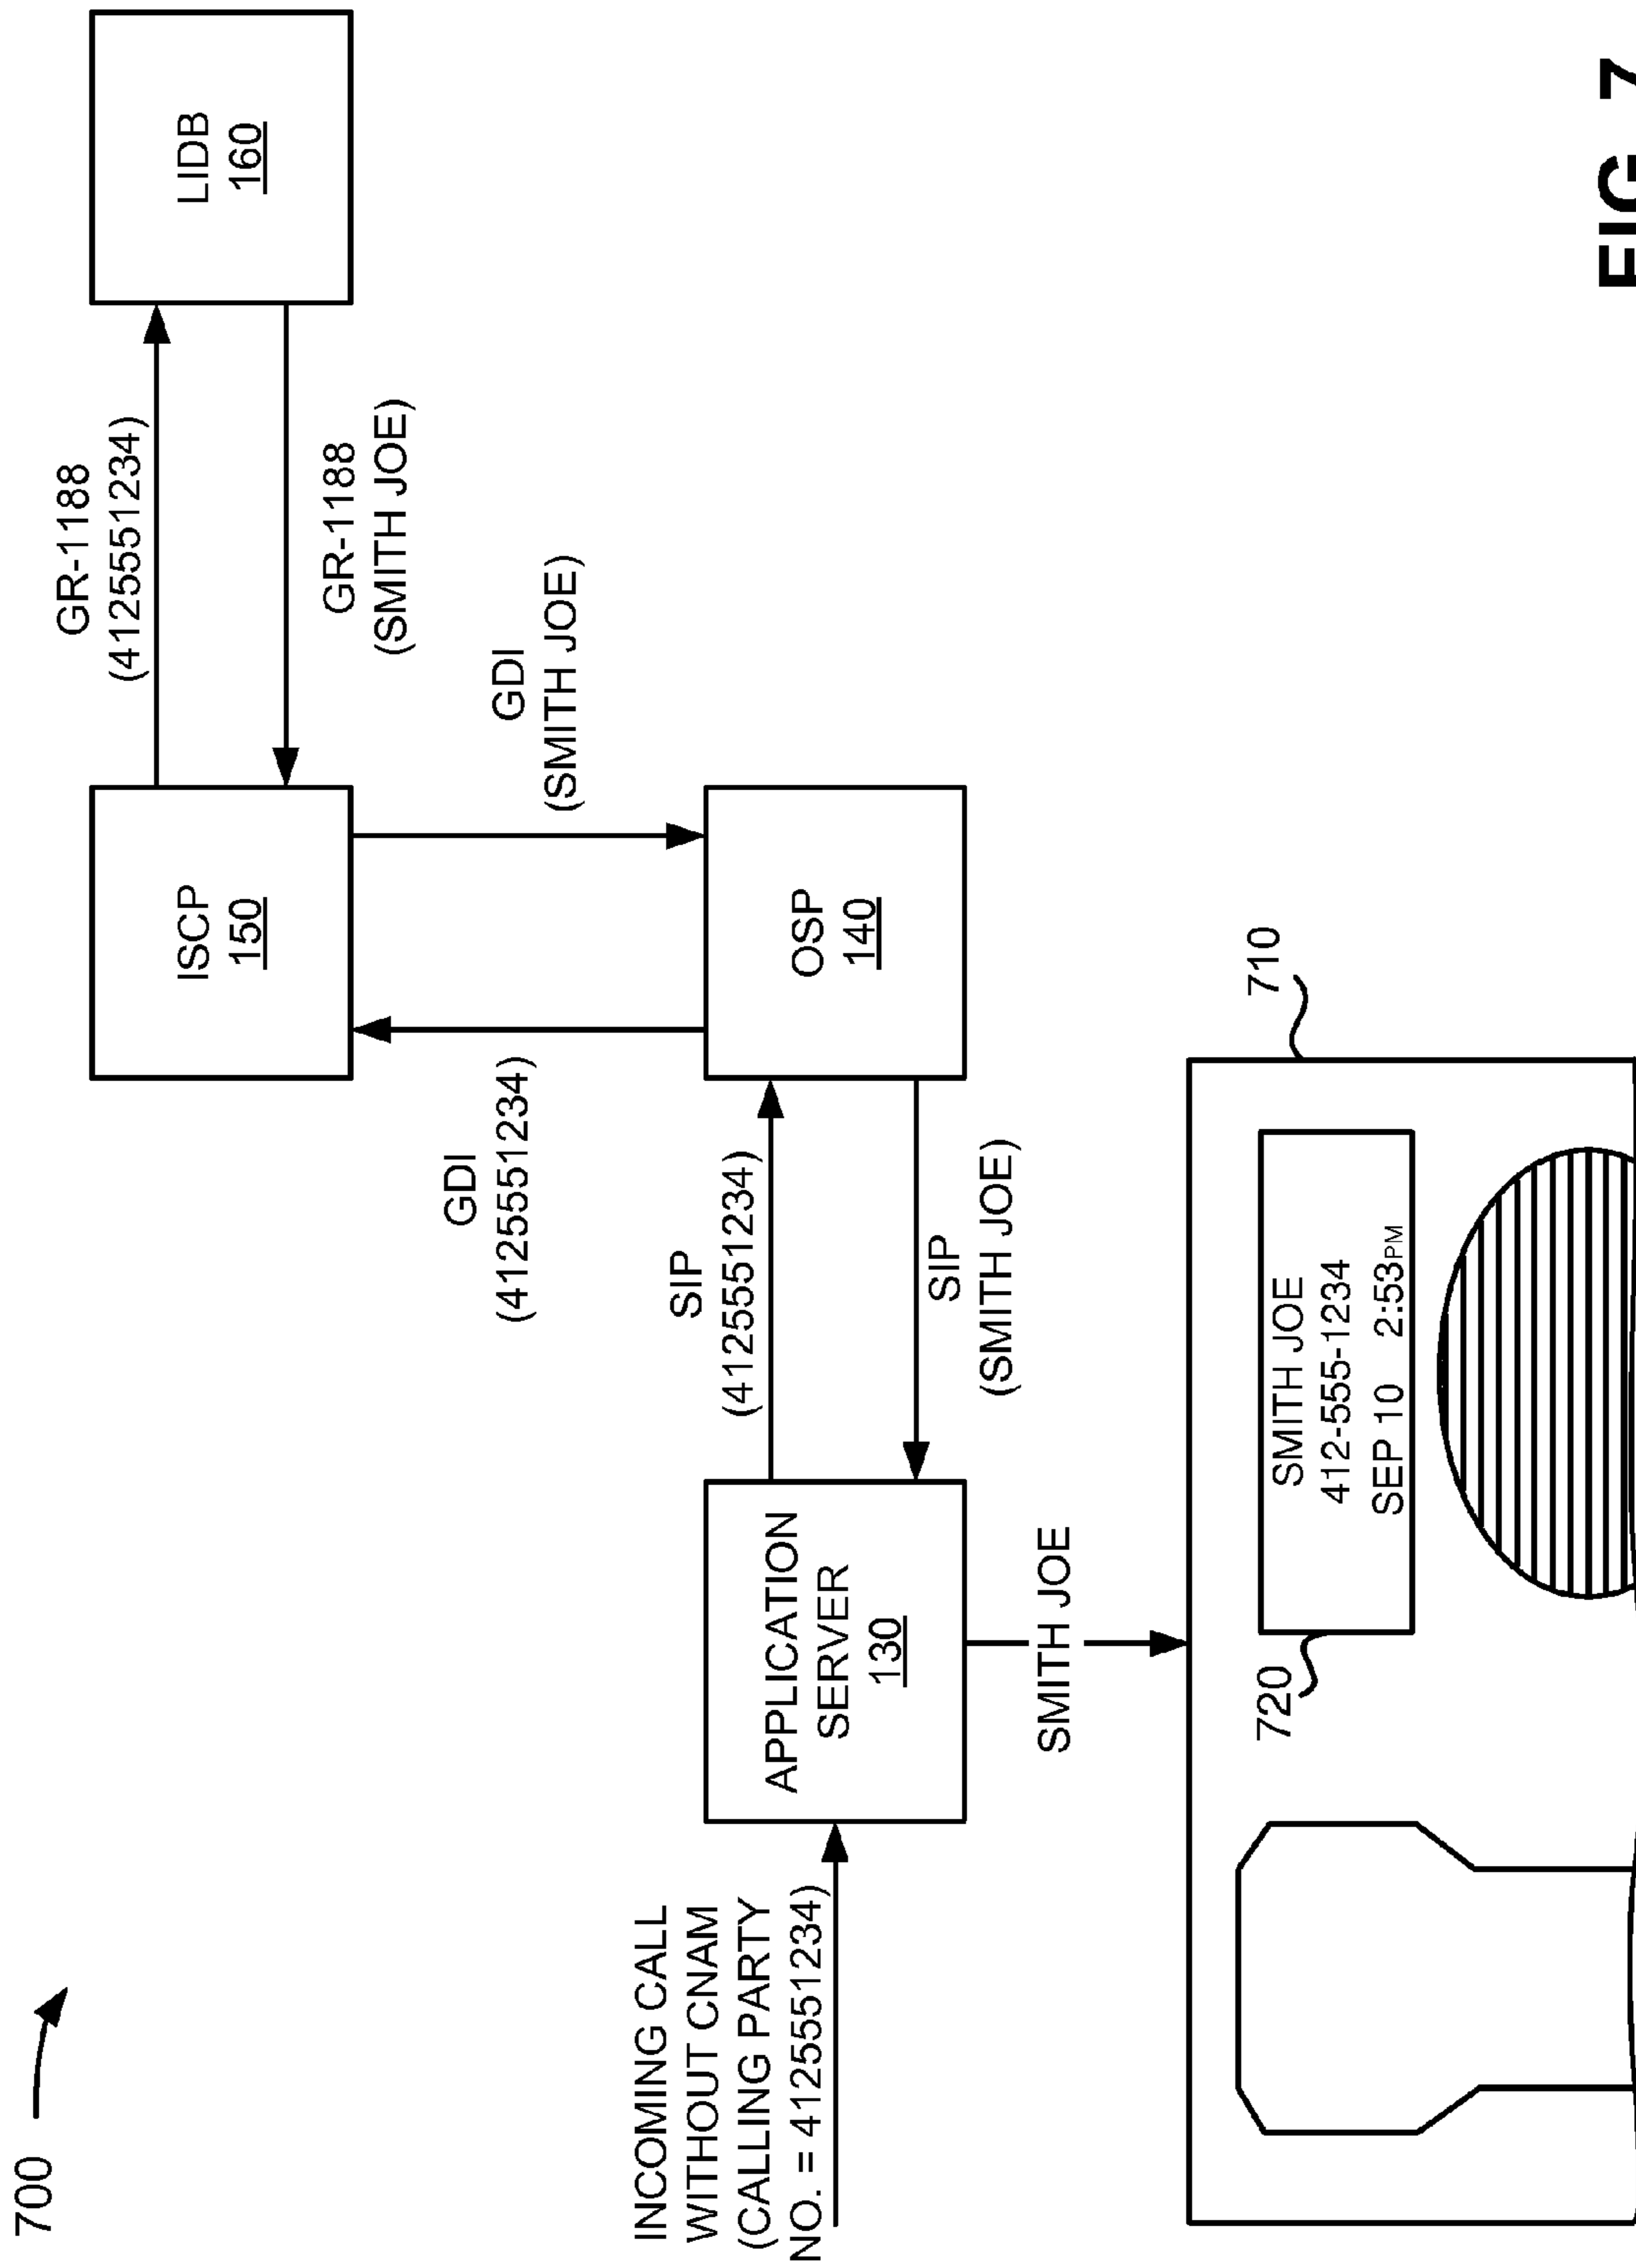 700
GR-1188
(4125551234)
LIDB
160
ISCP
150
GR-1188
(SMITH JOE)
GDI
(4125551234)
GDI
(SMITH JOE)
INCOMING CALL
WITHOUT CNAM
(CALLING PARTY
NO. = 4125551234)
APPLICATION
SERVER
130
SIP
(4125551234)
OSP
140
SIP
(SMITH JOE)
SMITH JOE
720
SMITH JOE
412-555-1234
SEP 10 2:53PM
710
FIG. 7